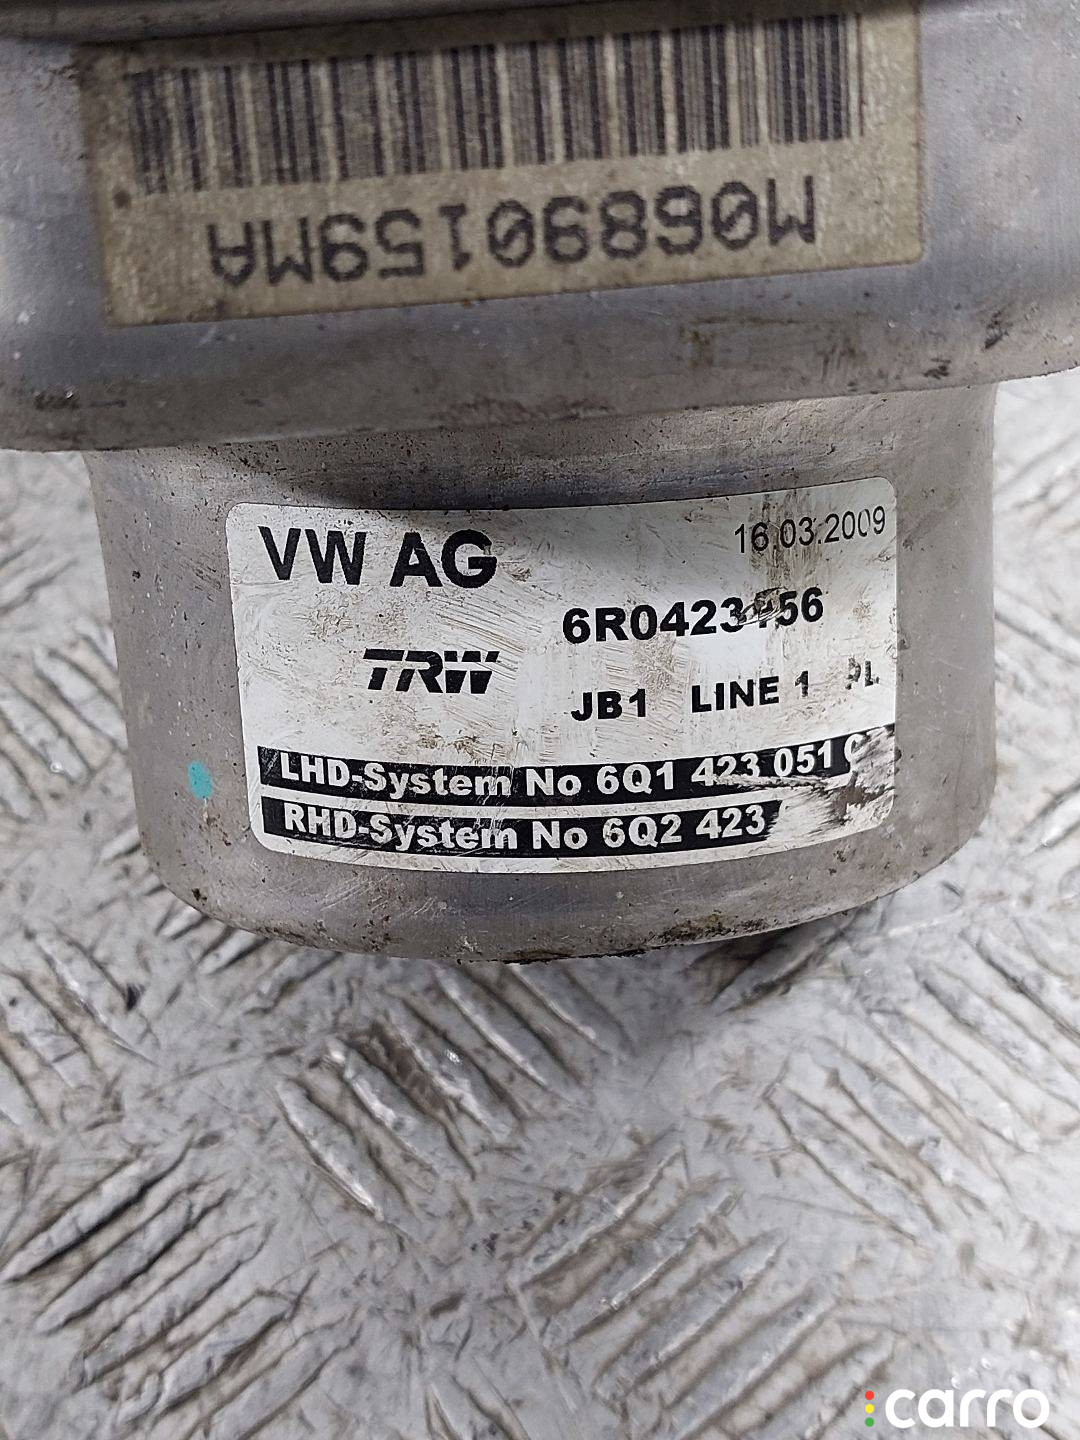 M06890159MA
VW AG
16.03.2009
TRW
JB1 LINE 1 PL
LHD-System No 6Q1 423 051
RHD-System No 6Q2 423
carro